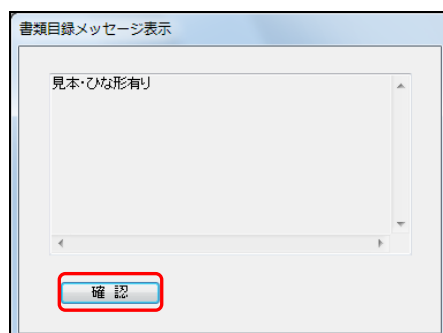 書類目録メッセージ表示
見本・ひな形有り
確 認